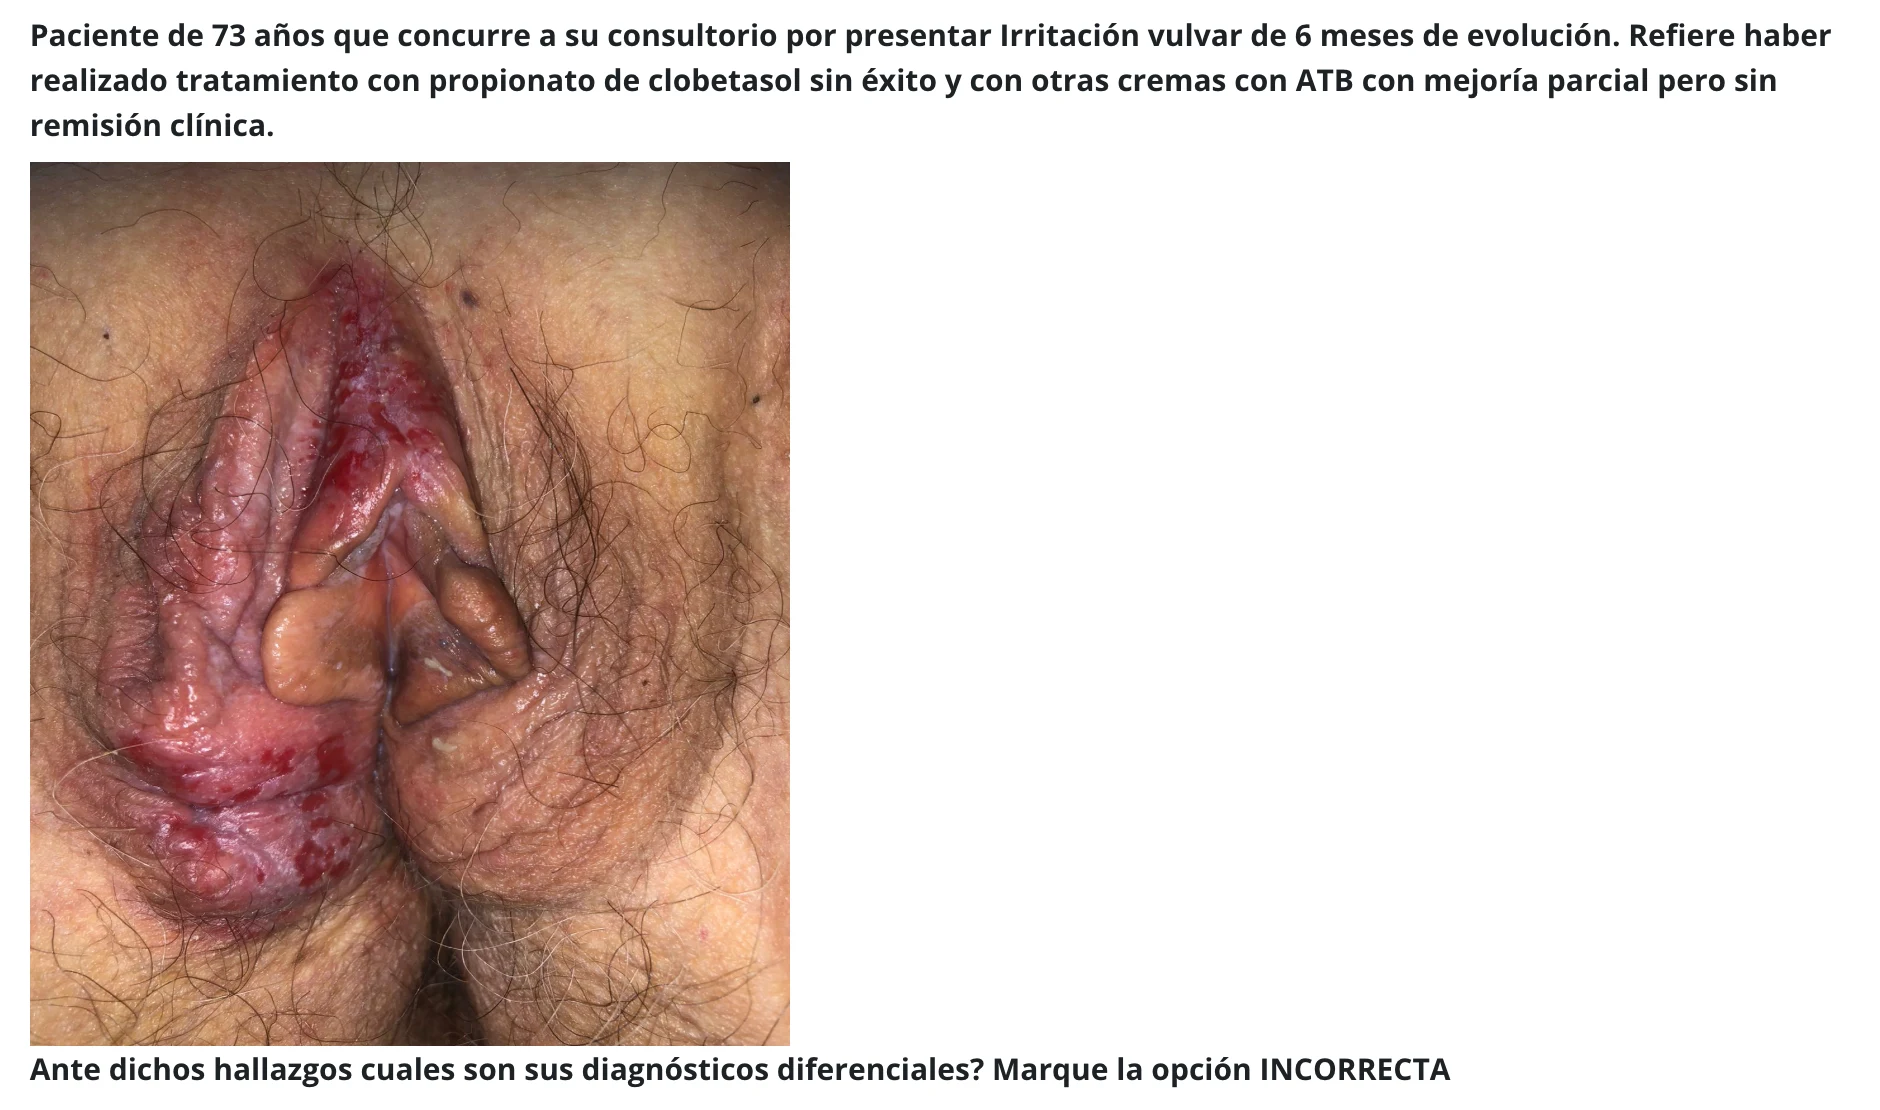 Paciente de 73 años que concurre a su consultorio por presentar Irritación vulvar de 6 meses de evolución. Refiere haber
realizado tratamiento con propionato de clobetasol sin éxito y con otras cremas con ATB con mejoría parcial pero sin
remisión clínica.
Ante dichos hallazgos cuales son sus diagnósticos diferenciales? Marque la opción INCORRECTA